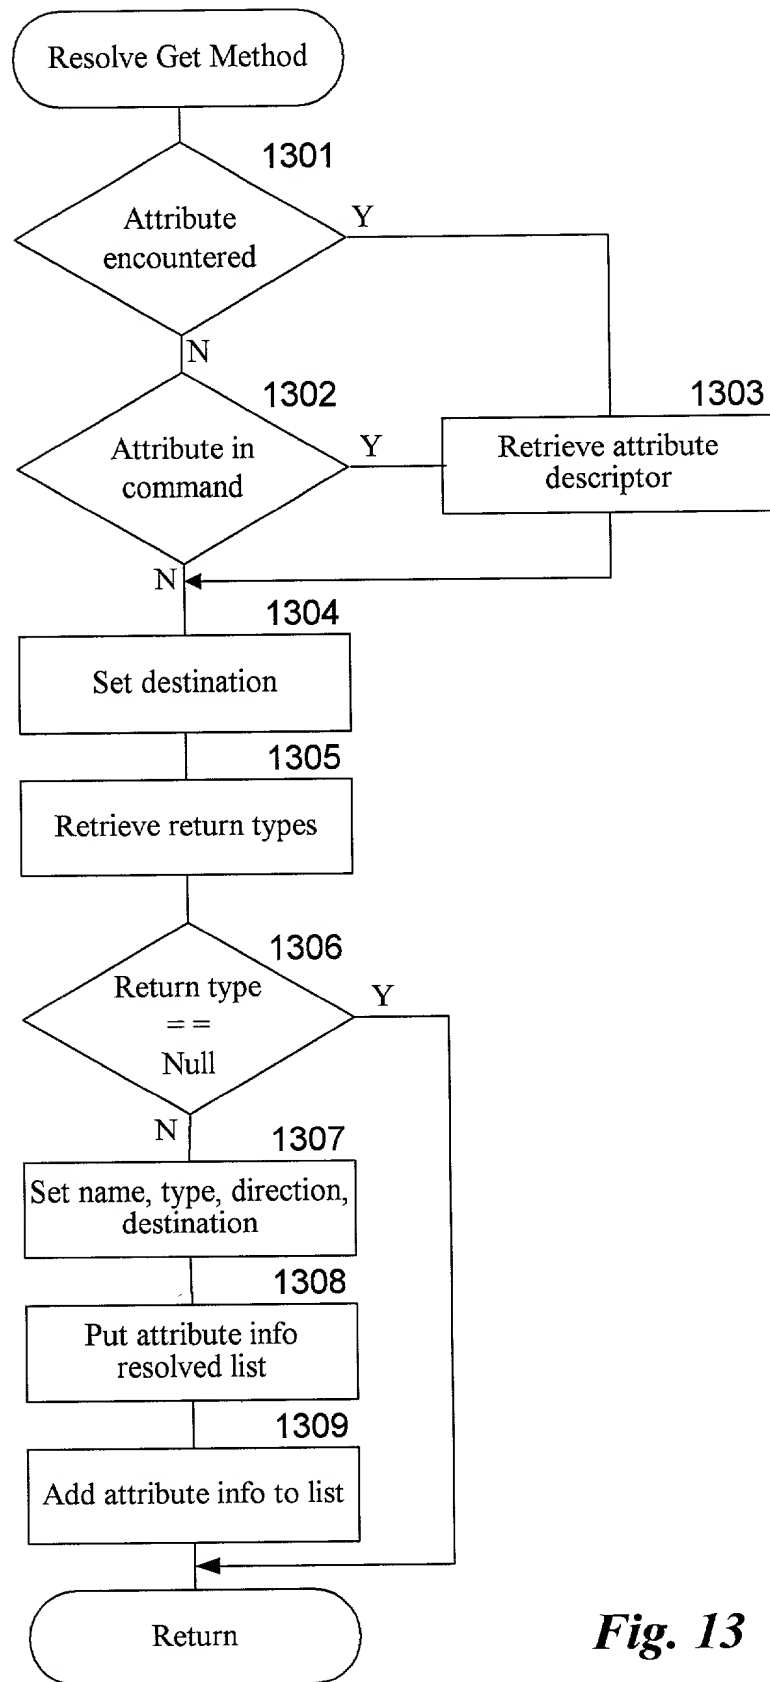 Resolve Get Method
1301
Attribute
encountered
Y
N
1302
Attribute in
command
Y
1303
Retrieve attribute
descriptor
N
1304
Set destination
1305
Retrieve return types
1306
Return type
= =
Null
Y
N
1307
Set name, type, direction,
destination
1308
Put attribute info
resolved list
1309
Add attribute info to list
Return
Fig. 13